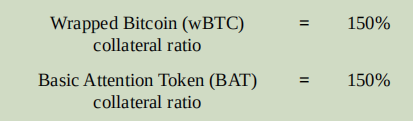 Wrapped Bitcoin (wBTC) = 150%
collateral ratio
Basic Attention Token (BAT) = 150%
collateral ratio